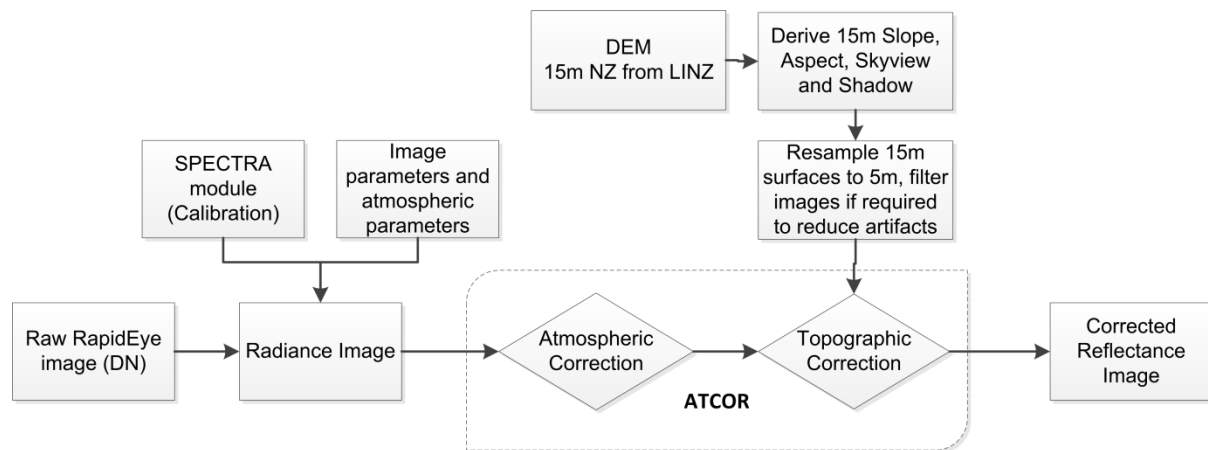 DEM
15m NZ from LINZ
Derive 15m Slope,
Aspect, Skyview
and Shadow
SPECTRA
module
(Calibration)
Image
parameters and
atmospheric
parameters
Resample 15m
surfaces to 5m, filter
images if required
to reduce artifacts
Raw RapidEye
image (DN)
Radiance Image
Atmospheric
Correction
Topographic
Correction
Corrected
Reflectance
Image
ATCOR